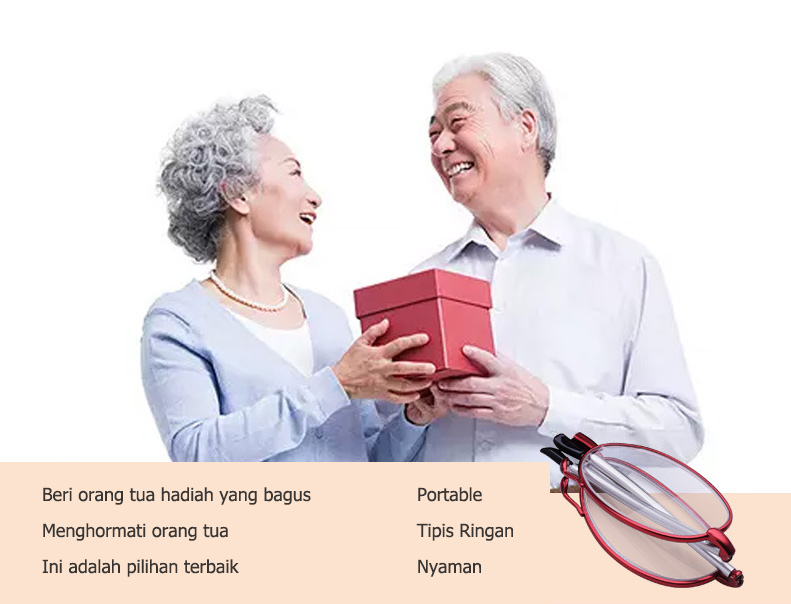 Beri orang tua hadiah yang bagus
Menghormati orang tua
Ini adalah pilihan terbaik
Portable
Tipis Ringan
Nyaman